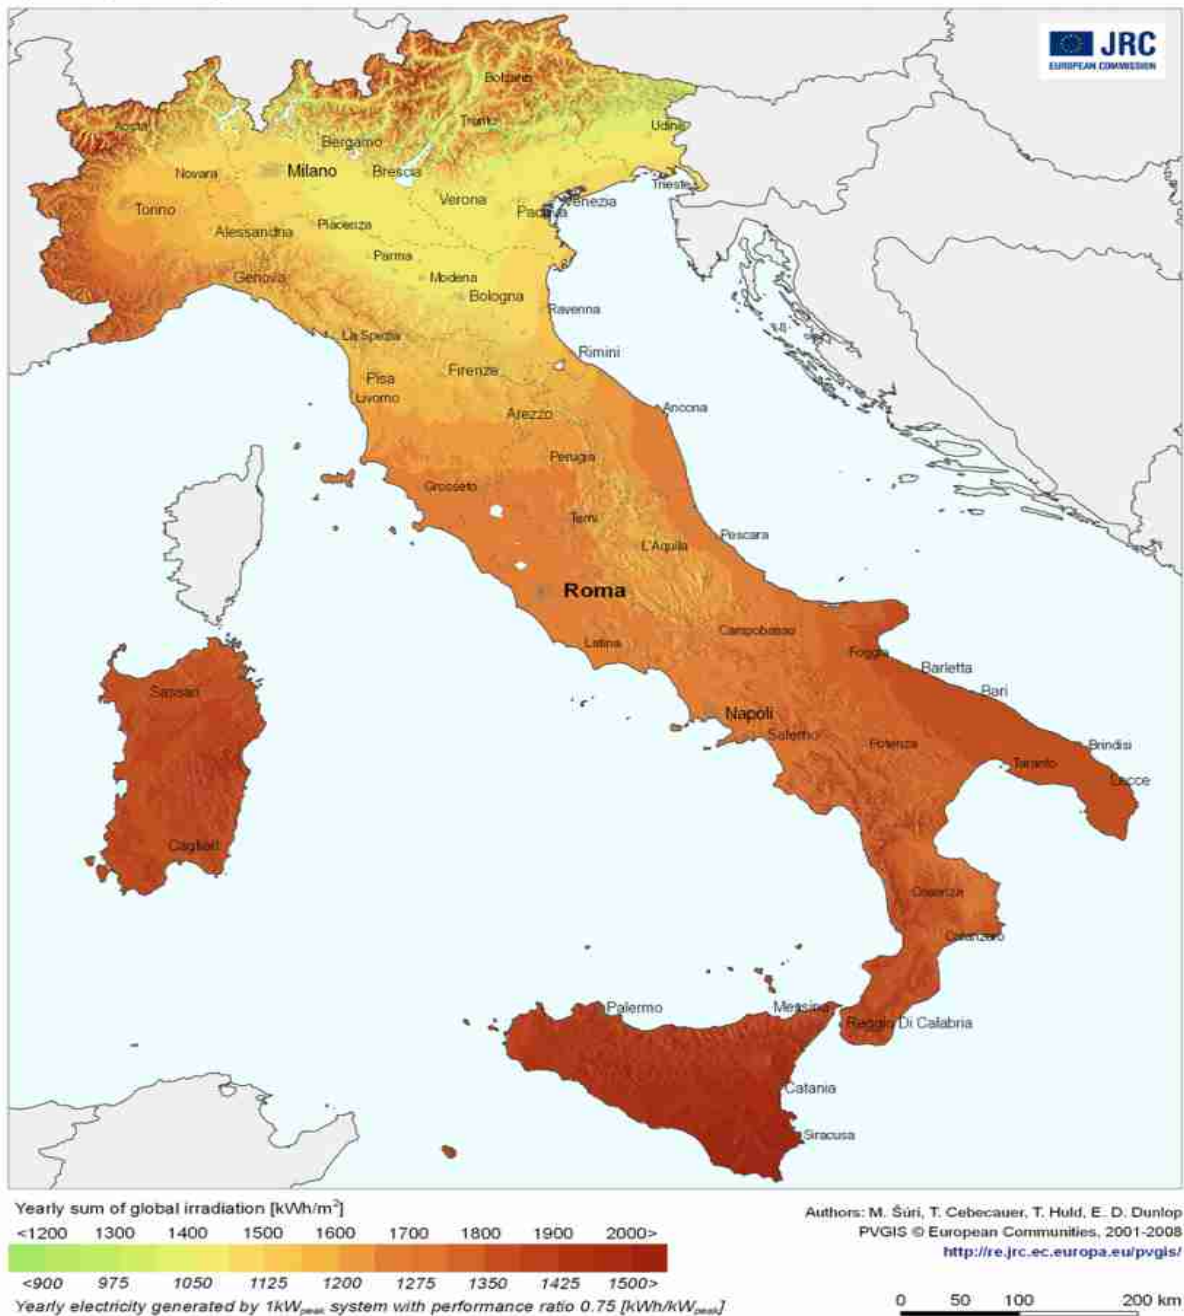 JRC
EUROPEAN COMMISSION
Bolzano
Aosta
Trento
Udine
Bergamo
Novara
Milano
Brescia
Trieste
Verona
Venezia
Torino
Padova
Alessandria
Piacenza
Parma
Genova
Modena
Bologna
Ravenna
La Spezia
Rimini
Firenze
Pisa
Livorno
Ancona
Arezzo
Perugia
Grosseto
Terni
Pescara
L'Aquila
Roma
Campobasso
Latina
Foggia
Barletta
Sassari
Bari
Napoli
Salerno
Potenza
Brindisi
Taranto
Lecce
Cagliari
Cosenza
Catanzaro
Palermo
Messina
Reggio Di Calabria
Catania
Siracusa
Yearly sum of global irradiation [kWh/m²]
<1200 1300 1400 1500 1600 1700 1800 1900 2000>
<900 975 1050 1125 1200 1275 1350 1425 1500>
Yearly electricity generated by 1kWpeak system with performance ratio 0.75 [kWh/kWpeak]
Authors: M. Šúri, T. Cebecauer, T. Huld, E. D. Dunlop
PVGIS © European Communities, 2001-2008
http://re.jrc.ec.europa.eu/pvgis/
0 50 100 200 km